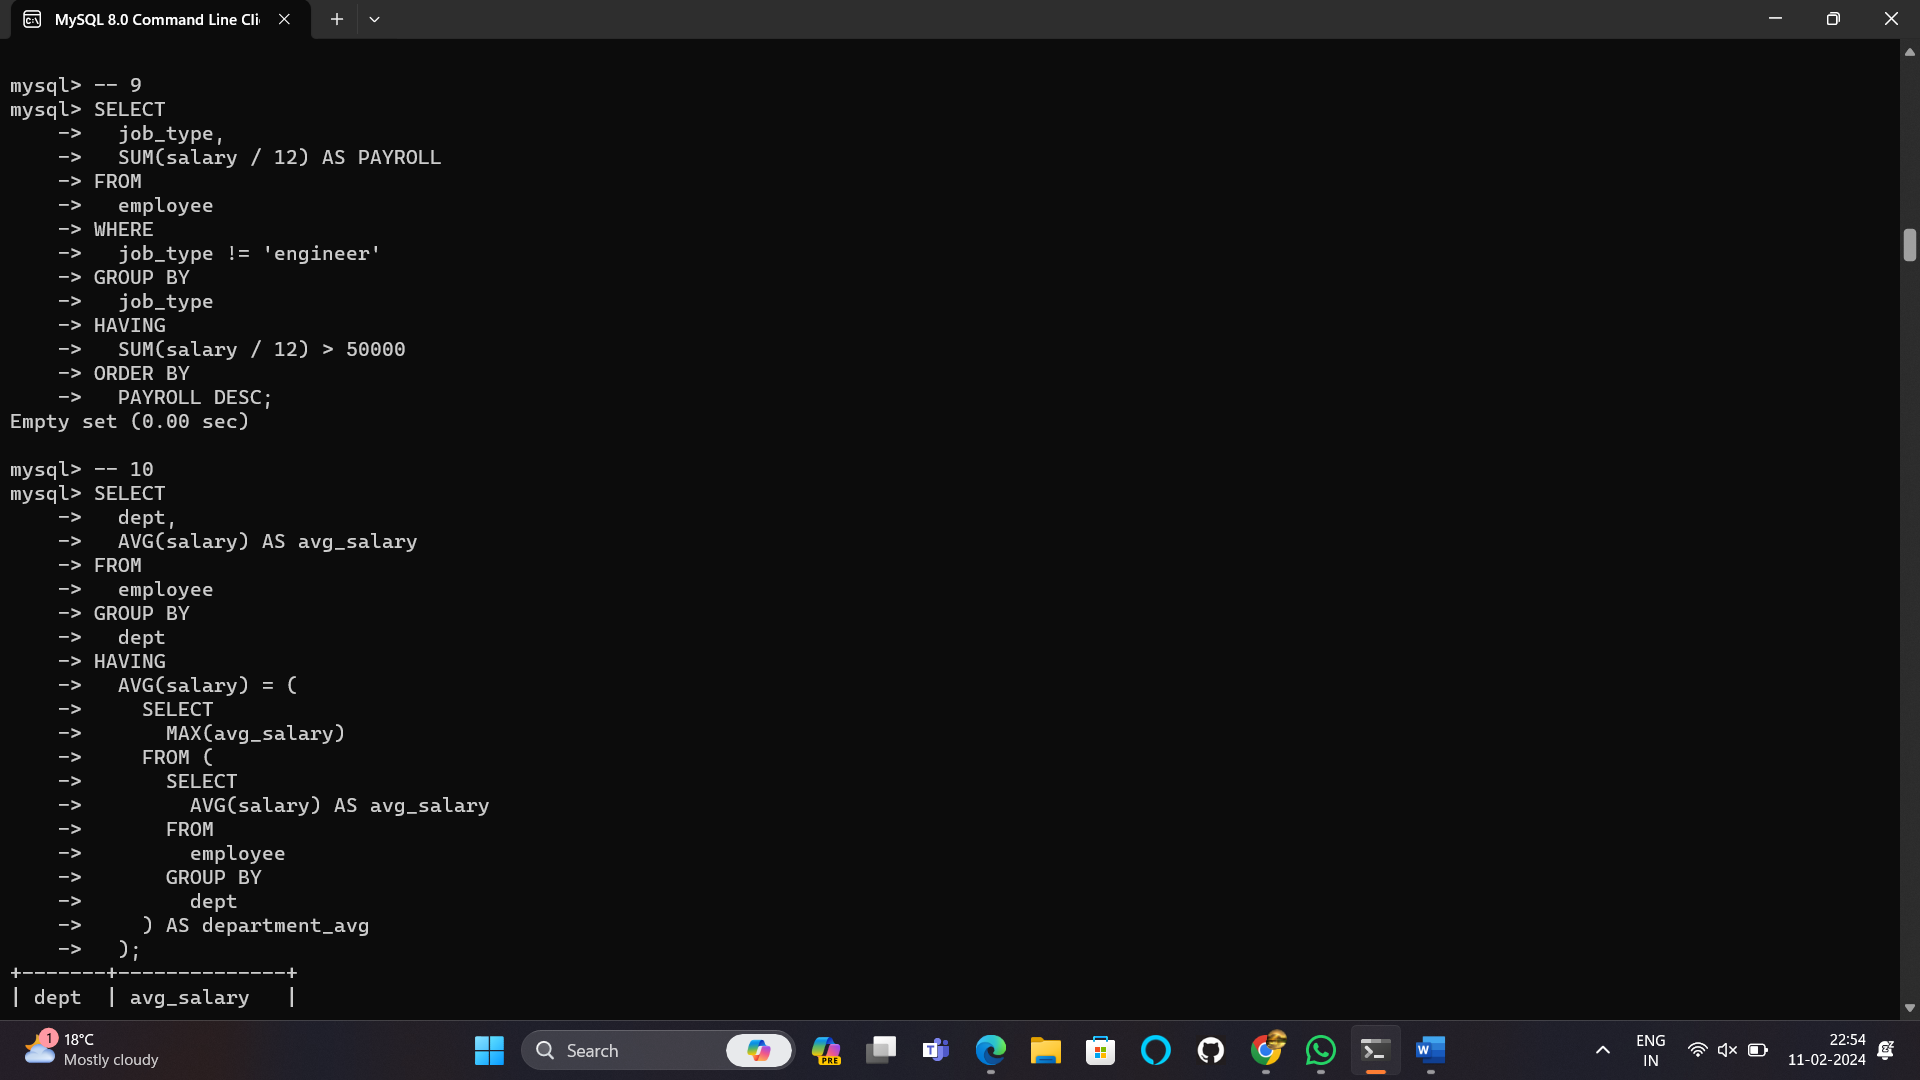 MySQL 8.0 Command Line Cli
mysql> -- 9
mysql> SELECT
    ->   job_type,
    ->   SUM(salary / 12) AS PAYROLL
    -> FROM
    ->   employee
    -> WHERE
    ->   job_type != 'engineer'
    -> GROUP BY
    ->   job_type
    -> HAVING
    ->   SUM(salary / 12) > 50000
    -> ORDER BY
    ->   PAYROLL DESC;
Empty set (0.00 sec)
mysql> -- 10
mysql> SELECT
    ->   dept,
    ->   AVG(salary) AS avg_salary
    -> FROM
    ->   employee
    -> GROUP BY
    ->   dept
    -> HAVING
    ->   AVG(salary) = (
    ->     SELECT
    ->       MAX(avg_salary)
    ->     FROM (
    ->       SELECT
    ->         AVG(salary) AS avg_salary
    ->       FROM
    ->         employee
    ->       GROUP BY
    ->         dept
    ->     ) AS department_avg
    ->   );
+-------+--------------+
| dept  | avg_salary   |
1
18°C
Mostly cloudy
Search
PRE
ENG
IN
22:54
11-02-2024